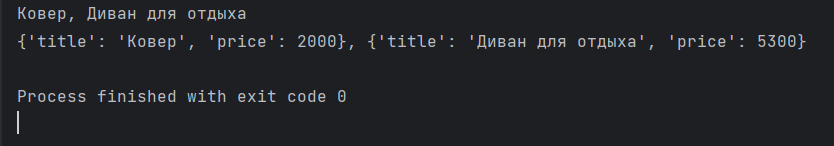 Ковер, Диван для отдыха
{'title': 'Ковер', 'price': 2000}, {'title': 'Диван для отдыха', 'price': 5300}
Process finished with exit code 0